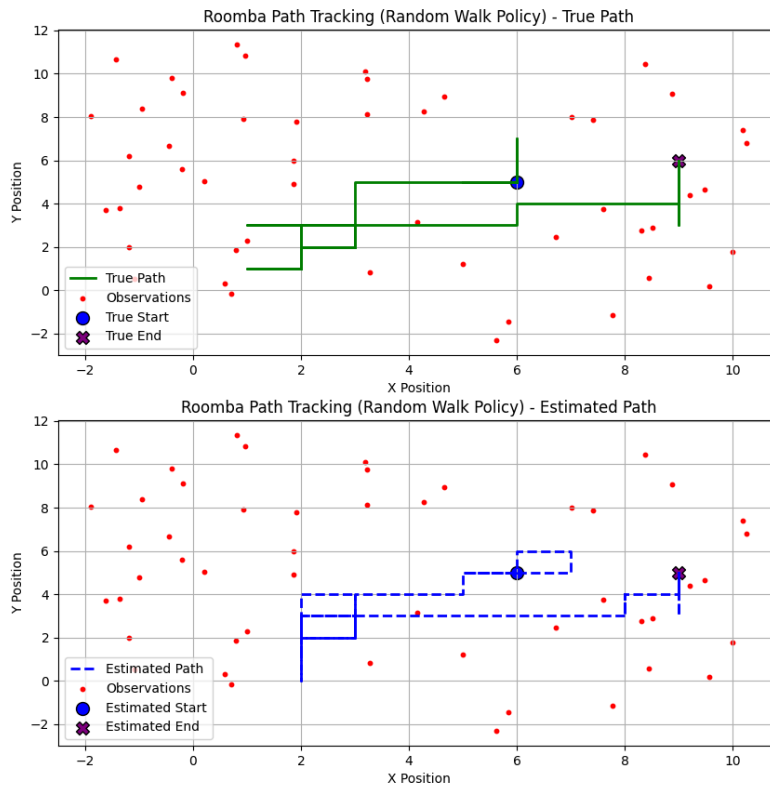 Roomba Path Tracking (Random Walk Policy) - True Path
12
10
8
6
4
2
0
−2
Y Position
True Path
Observations
True Start
True End
−2 0 2 4 6 8 10
X Position
Roomba Path Tracking (Random Walk Policy) - Estimated Path
12
10
8
6
4
2
0
−2
Y Position
Estimated Path
Observations
Estimated Start
Estimated End
−2 0 2 4 6 8 10
X Position